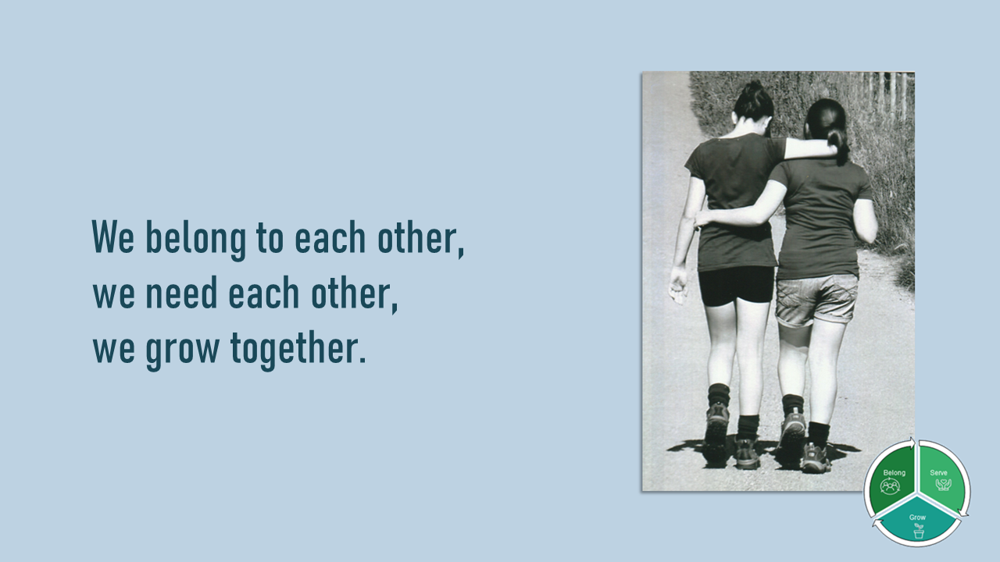 We belong to each other,
we need each other,
we grow together.
Belong
Serve
Grow